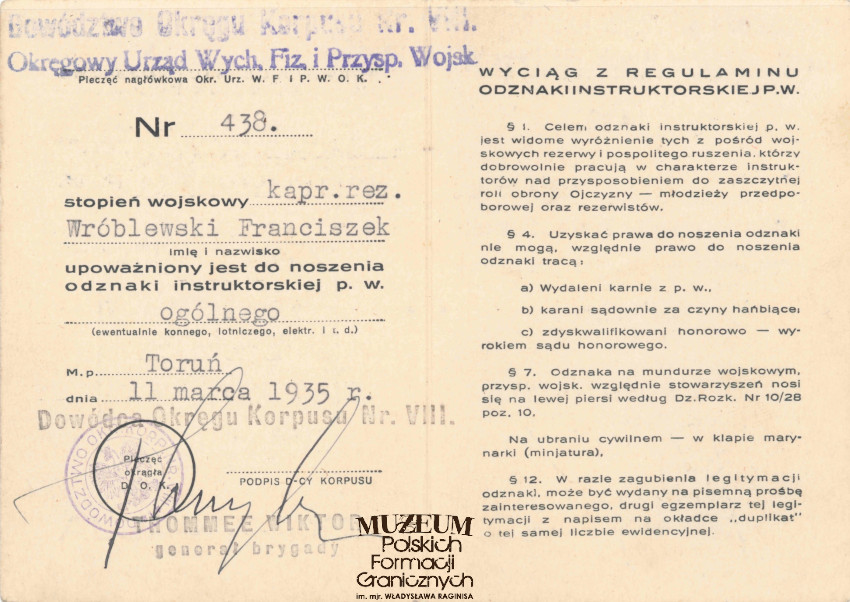 Dowództwo Okręgu Korpusu Nr. VIII.
Okręgowy Urząd Wych. Fiz. i Przysp. Wojsk
Pieczęć nagłówkowa Okr. Urz. W. F. i P. W. O. K.
Nr 438.
stopień wojskowy kapr.rez.
Wróblewski Franciszek
imię i nazwisko
upoważniony jest do noszenia
odznaki instruktorskiej p. w.
ogólnego
(ewentualnie konnego, lotniczego, elektr. i t. d.)
M.p Toruń
dnia 11 marca 1935 r.
Dowódca Okręgu Korpusu Nr. VIII.
Pieczęć
okrągła
D. O. K.
PODPIS D-CY KORPUSU
THOMMEE WIKTOR
generał brygady
WYCIĄG Z REGULAMINU
ODZNAKI INSTRUKTORSKIEJ P.W.
§ 1. Celem odznaki instruktorskiej p. w.
jest widome wyróżnienie tych z pośród woj-
skowych rezerwy i pospolitego ruszenia, którzy
dobrowolnie pracują w charakterze instruk-
torów nad przysposobieniem do zaszczytnej
roli obrony Ojczyzny — młodzieży przedpo-
borowej oraz rezerwistów.
§ 4. Uzyskać prawa do noszenia odznaki
nie mogą, względnie prawo do noszenia
odznaki tracą:
a) Wydaleni karnie z p. w.,
b) karani sądownie za czyny hańbiące;
c) zdyskwalifikowani honorowo — wy-
rokiem sądu honorowego.
§ 7. Odznaka na mundurze wojskowym,
przysp. wojsk. względnie stowarzyszeń nosi
się na lewej piersi według Dz.Rozk. Nr 10/28
poz. 10.
Na ubraniu cywilnem — w klapie mary-
narki (minjatura),
§ 12. W razie zagubienia legitymacji
odznaki, może być wydany na pisemną prośbę
zainteresowanego, drugi egzemplarz tej legi-
tymacji z napisem na okładce „duplikat”
o tej samej liczbie ewidencyjnej.
MUZEUM
Polskich
Formacji
Granicznych
im. mjr. WŁADYSŁAWA RAGINISA